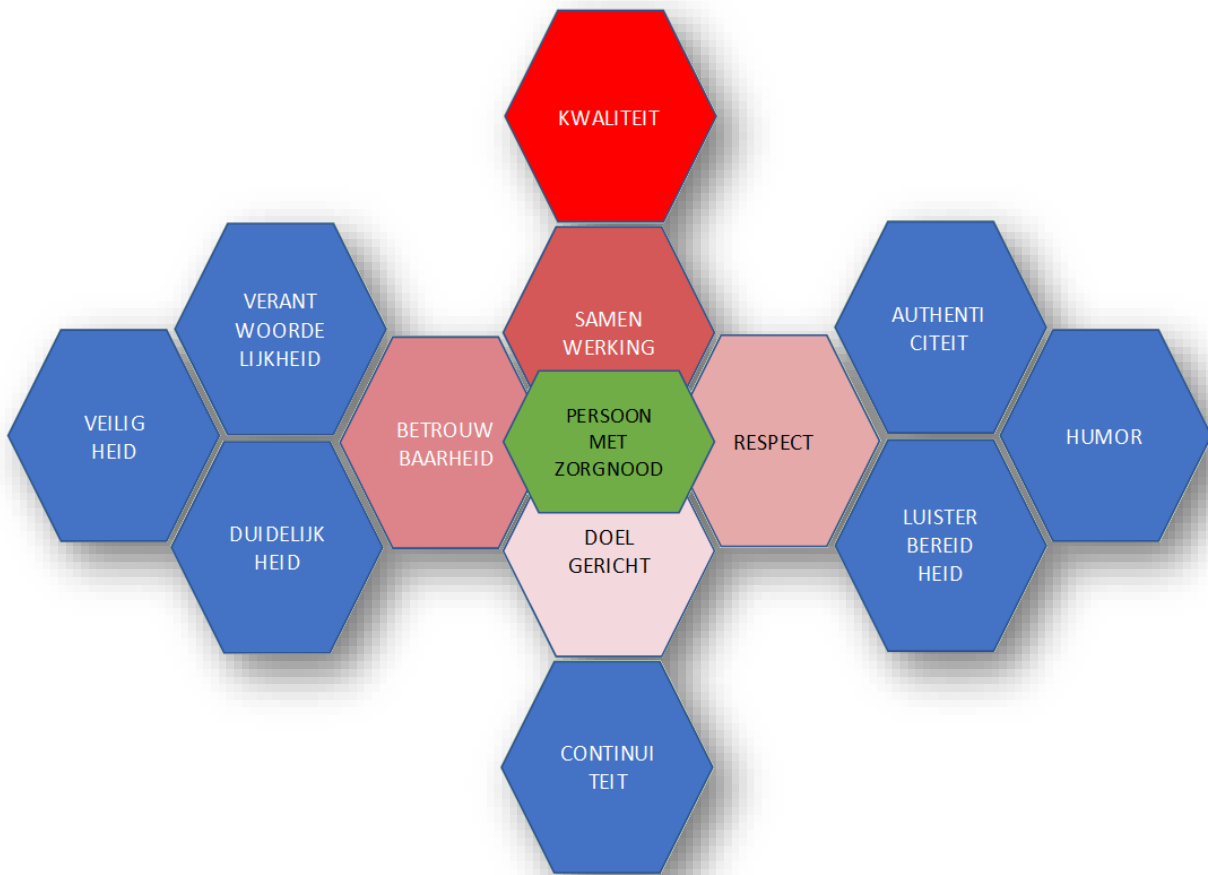 KWALITEIT
VERANT
WOORDE
LIJKHEID
SAMEN
WERKING
AUTHENTI
CITEIT
VEILIG
HEID
BETROUW
BAARHEID
PERSOON
MET
ZORGNOOD
RESPECT
HUMOR
DUIDELIJK
HEID
DOEL
GERICHT
LUISTER
BEREID
HEID
CONTINUI
TEIT